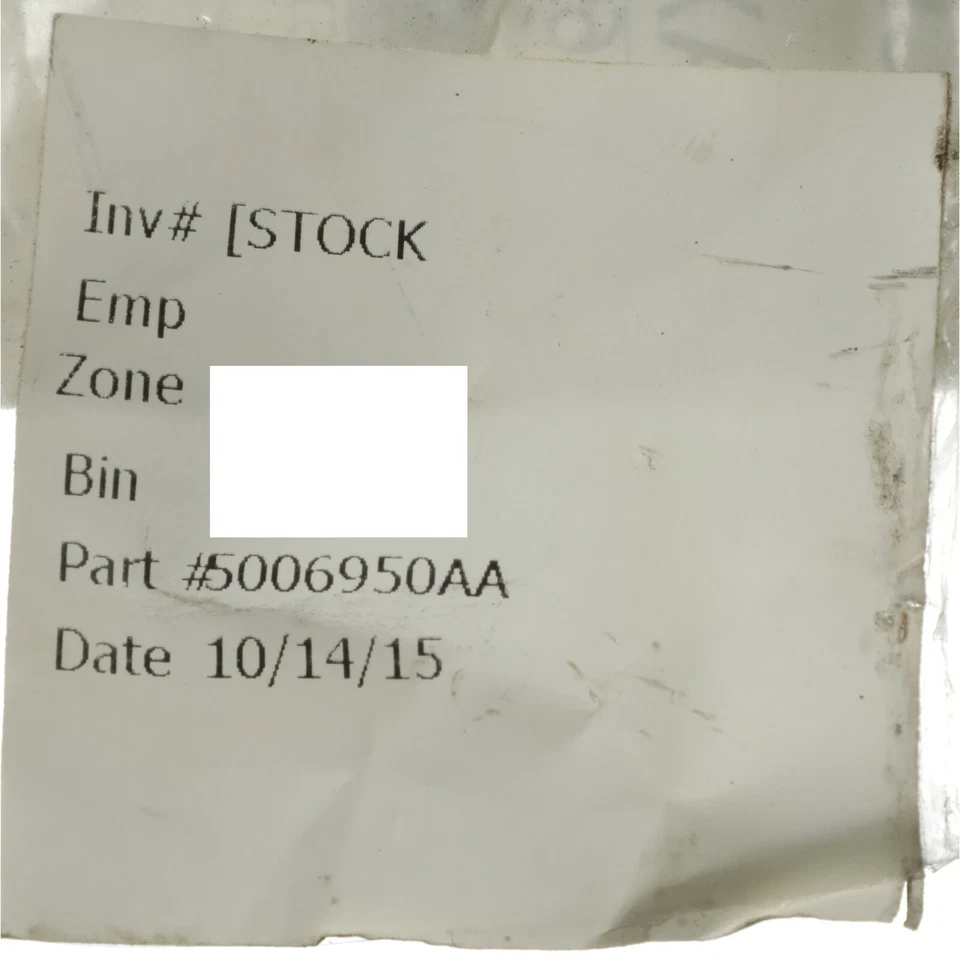 Inv# [STOCK
Emp
Zone
Bin
Part #5006950AA
Date 10/14/15